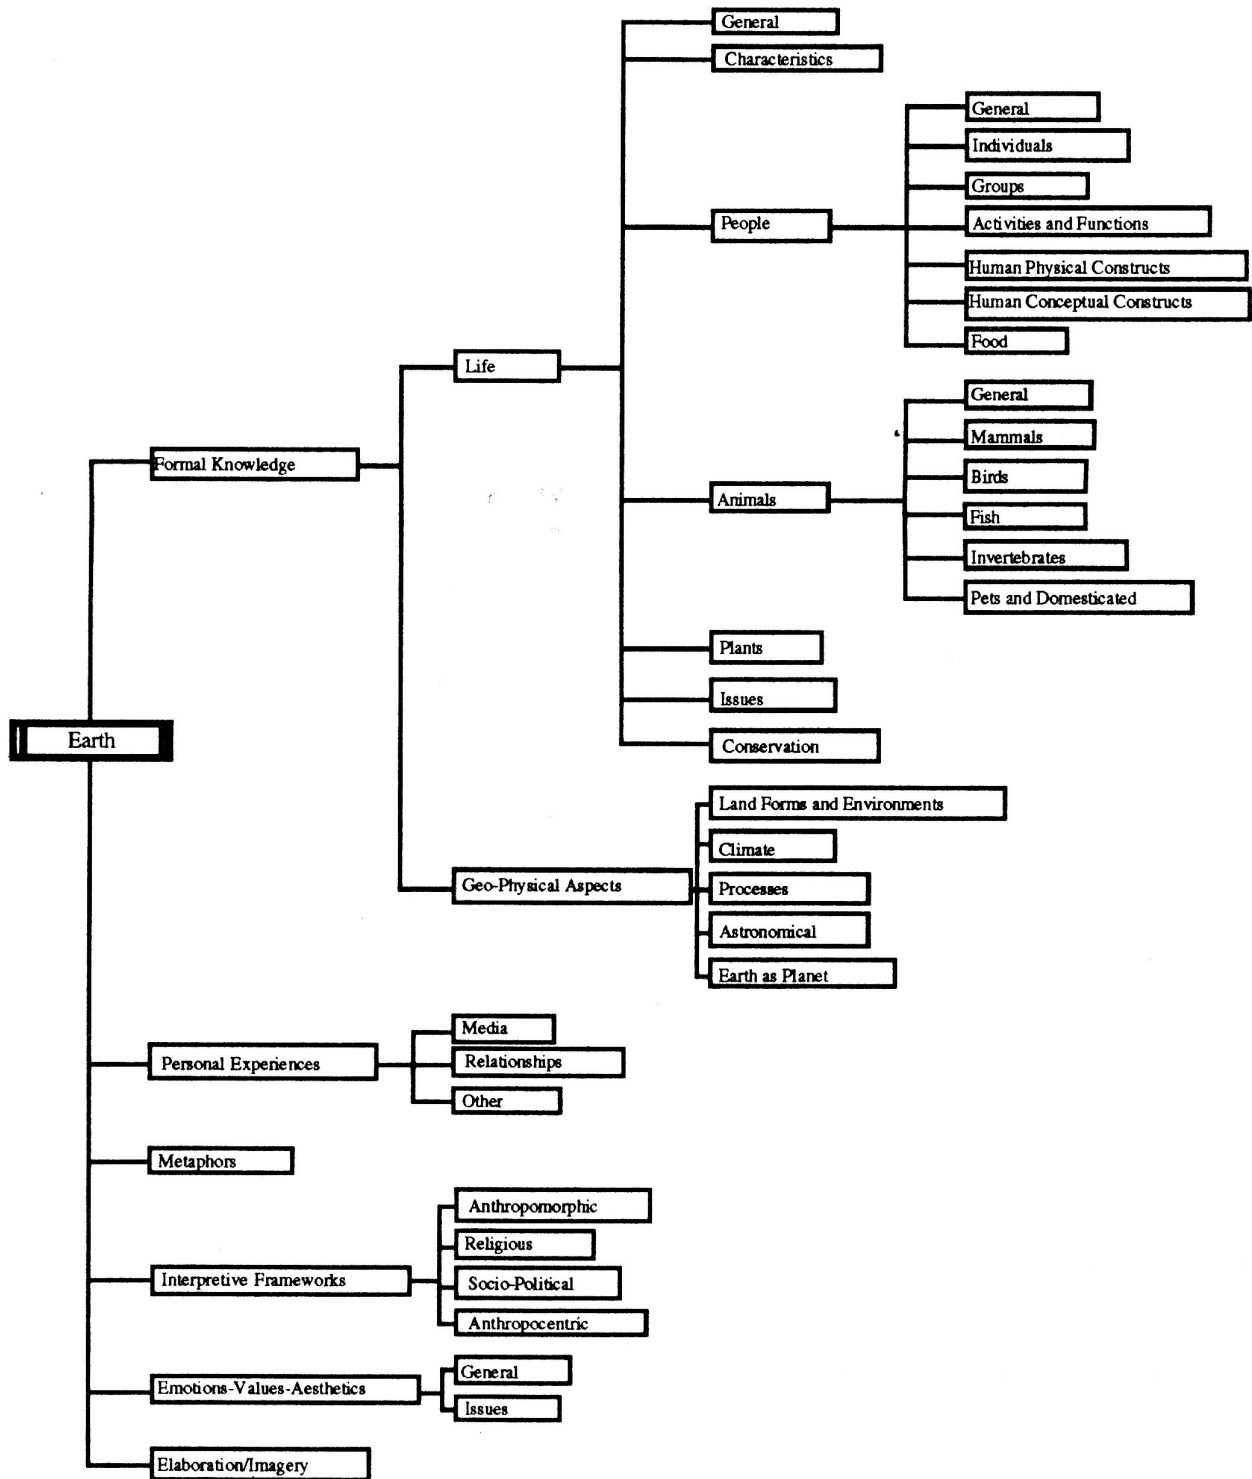 General
Characteristics
General
Individuals
Groups
People
Activities and Functions
Human Physical Constructs
Human Conceptual Constructs
Food
Life
General
Mammals
Formal Knowledge
Birds
Animals
Fish
Invertebrates
Pets and Domesticated
Plants
Issues
Earth
Conservation
Land Forms and Environments
Climate
Geo-Physical Aspects
Processes
Astronomical
Earth as Planet
Media
Personal Experiences
Relationships
Other
Metaphors
Anthropomorphic
Religious
Interpretive Frameworks
Socio-Political
Anthropocentric
General
Emotions-Values-Aesthetics
Issues
Elaboration/Imagery